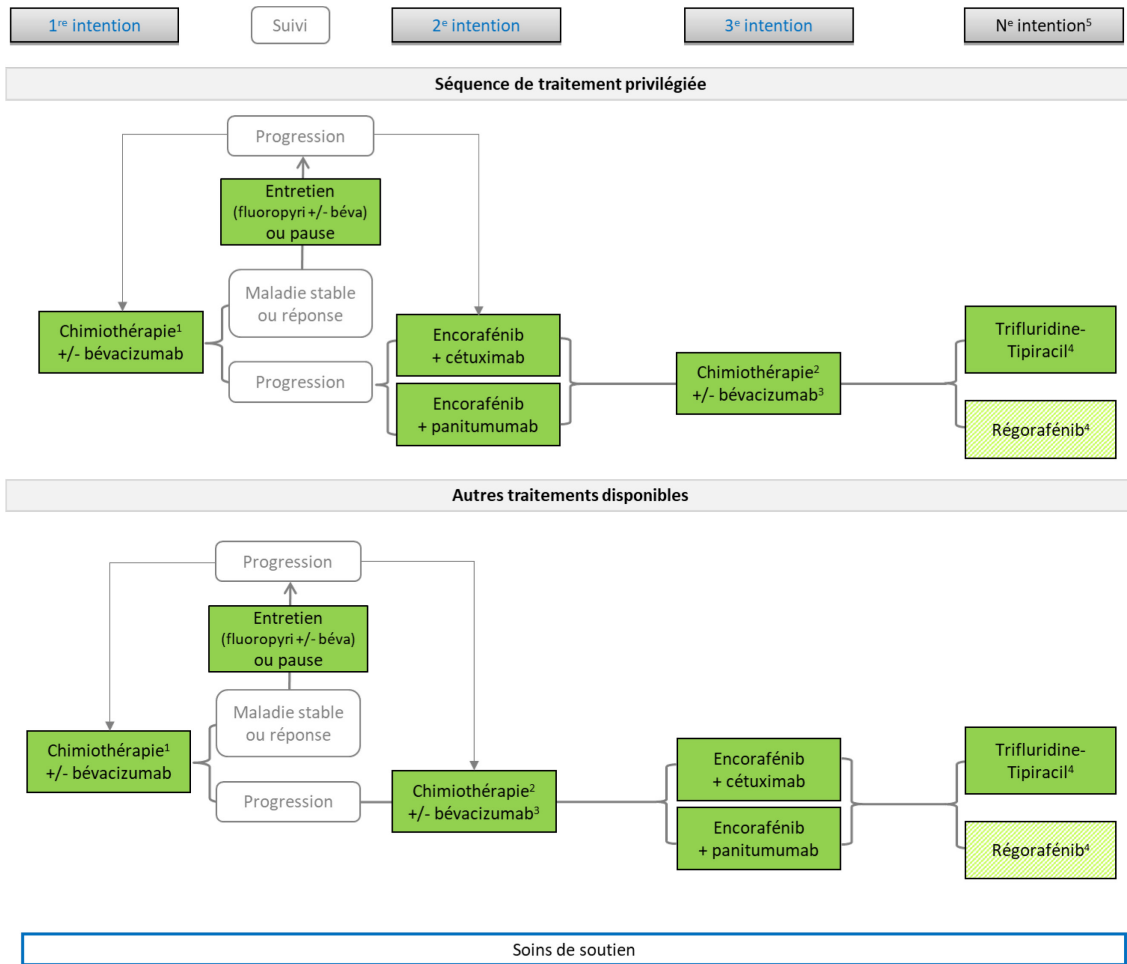 1re intention
Suivi
2e intention
3e intention
Ne intention5
Séquence de traitement privilégiée
Progression
Entretien
(fluoropyri +/- béva)
ou pause
Maladie stable
ou réponse
Chimiothérapie1
+/- bévacizumab
Progression
Encorafénib
+ cétuximab
Encorafénib
+ panitumumab
Chimiothérapie2
+/- bévacizumab3
Trifluridine-
Tipiracil4
Régorafénib4
Autres traitements disponibles
Progression
Entretien
(fluoropyri +/- béva)
ou pause
Maladie stable
ou réponse
Chimiothérapie1
+/- bévacizumab
Progression
Chimiothérapie2
+/- bévacizumab3
Encorafénib
+ cétuximab
Encorafénib
+ panitumumab
Trifluridine-
Tipiracil4
Régorafénib4
Soins de soutien